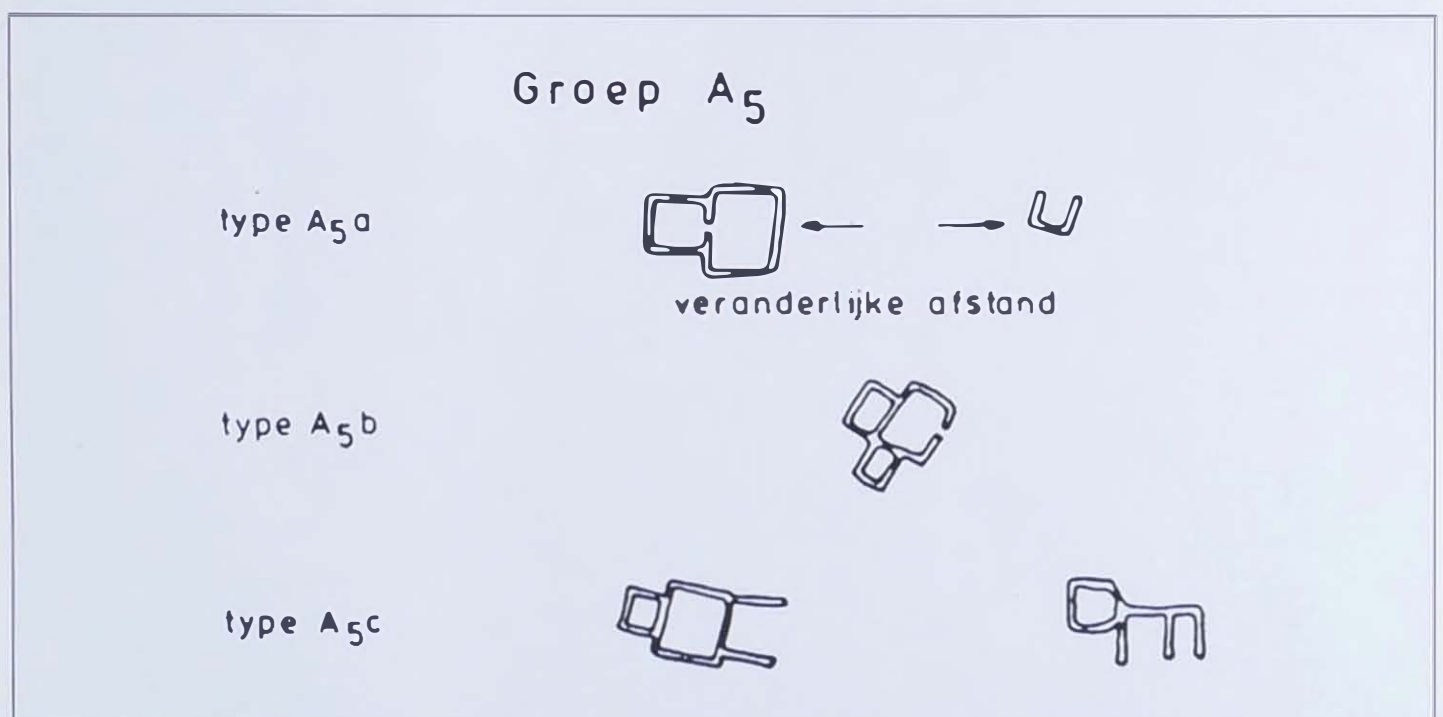 Groep A5
type A5a
veranderlijke afstand
type A5b
type A5c